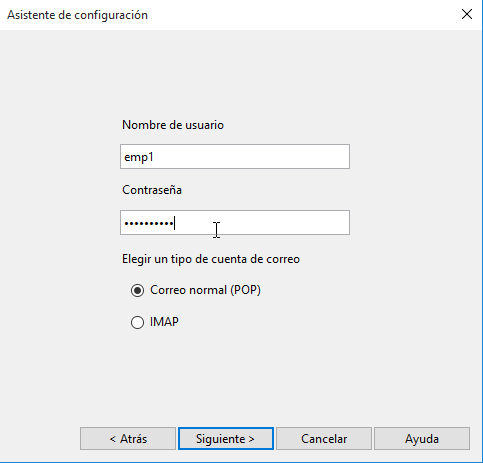 Asistente de configuración
Nombre de usuario
emp1
Contraseña
••••••••••
Elegir un tipo de cuenta de correo
Correo normal (POP)
IMAP
< Atrás
Siguiente >
Cancelar
Ayuda